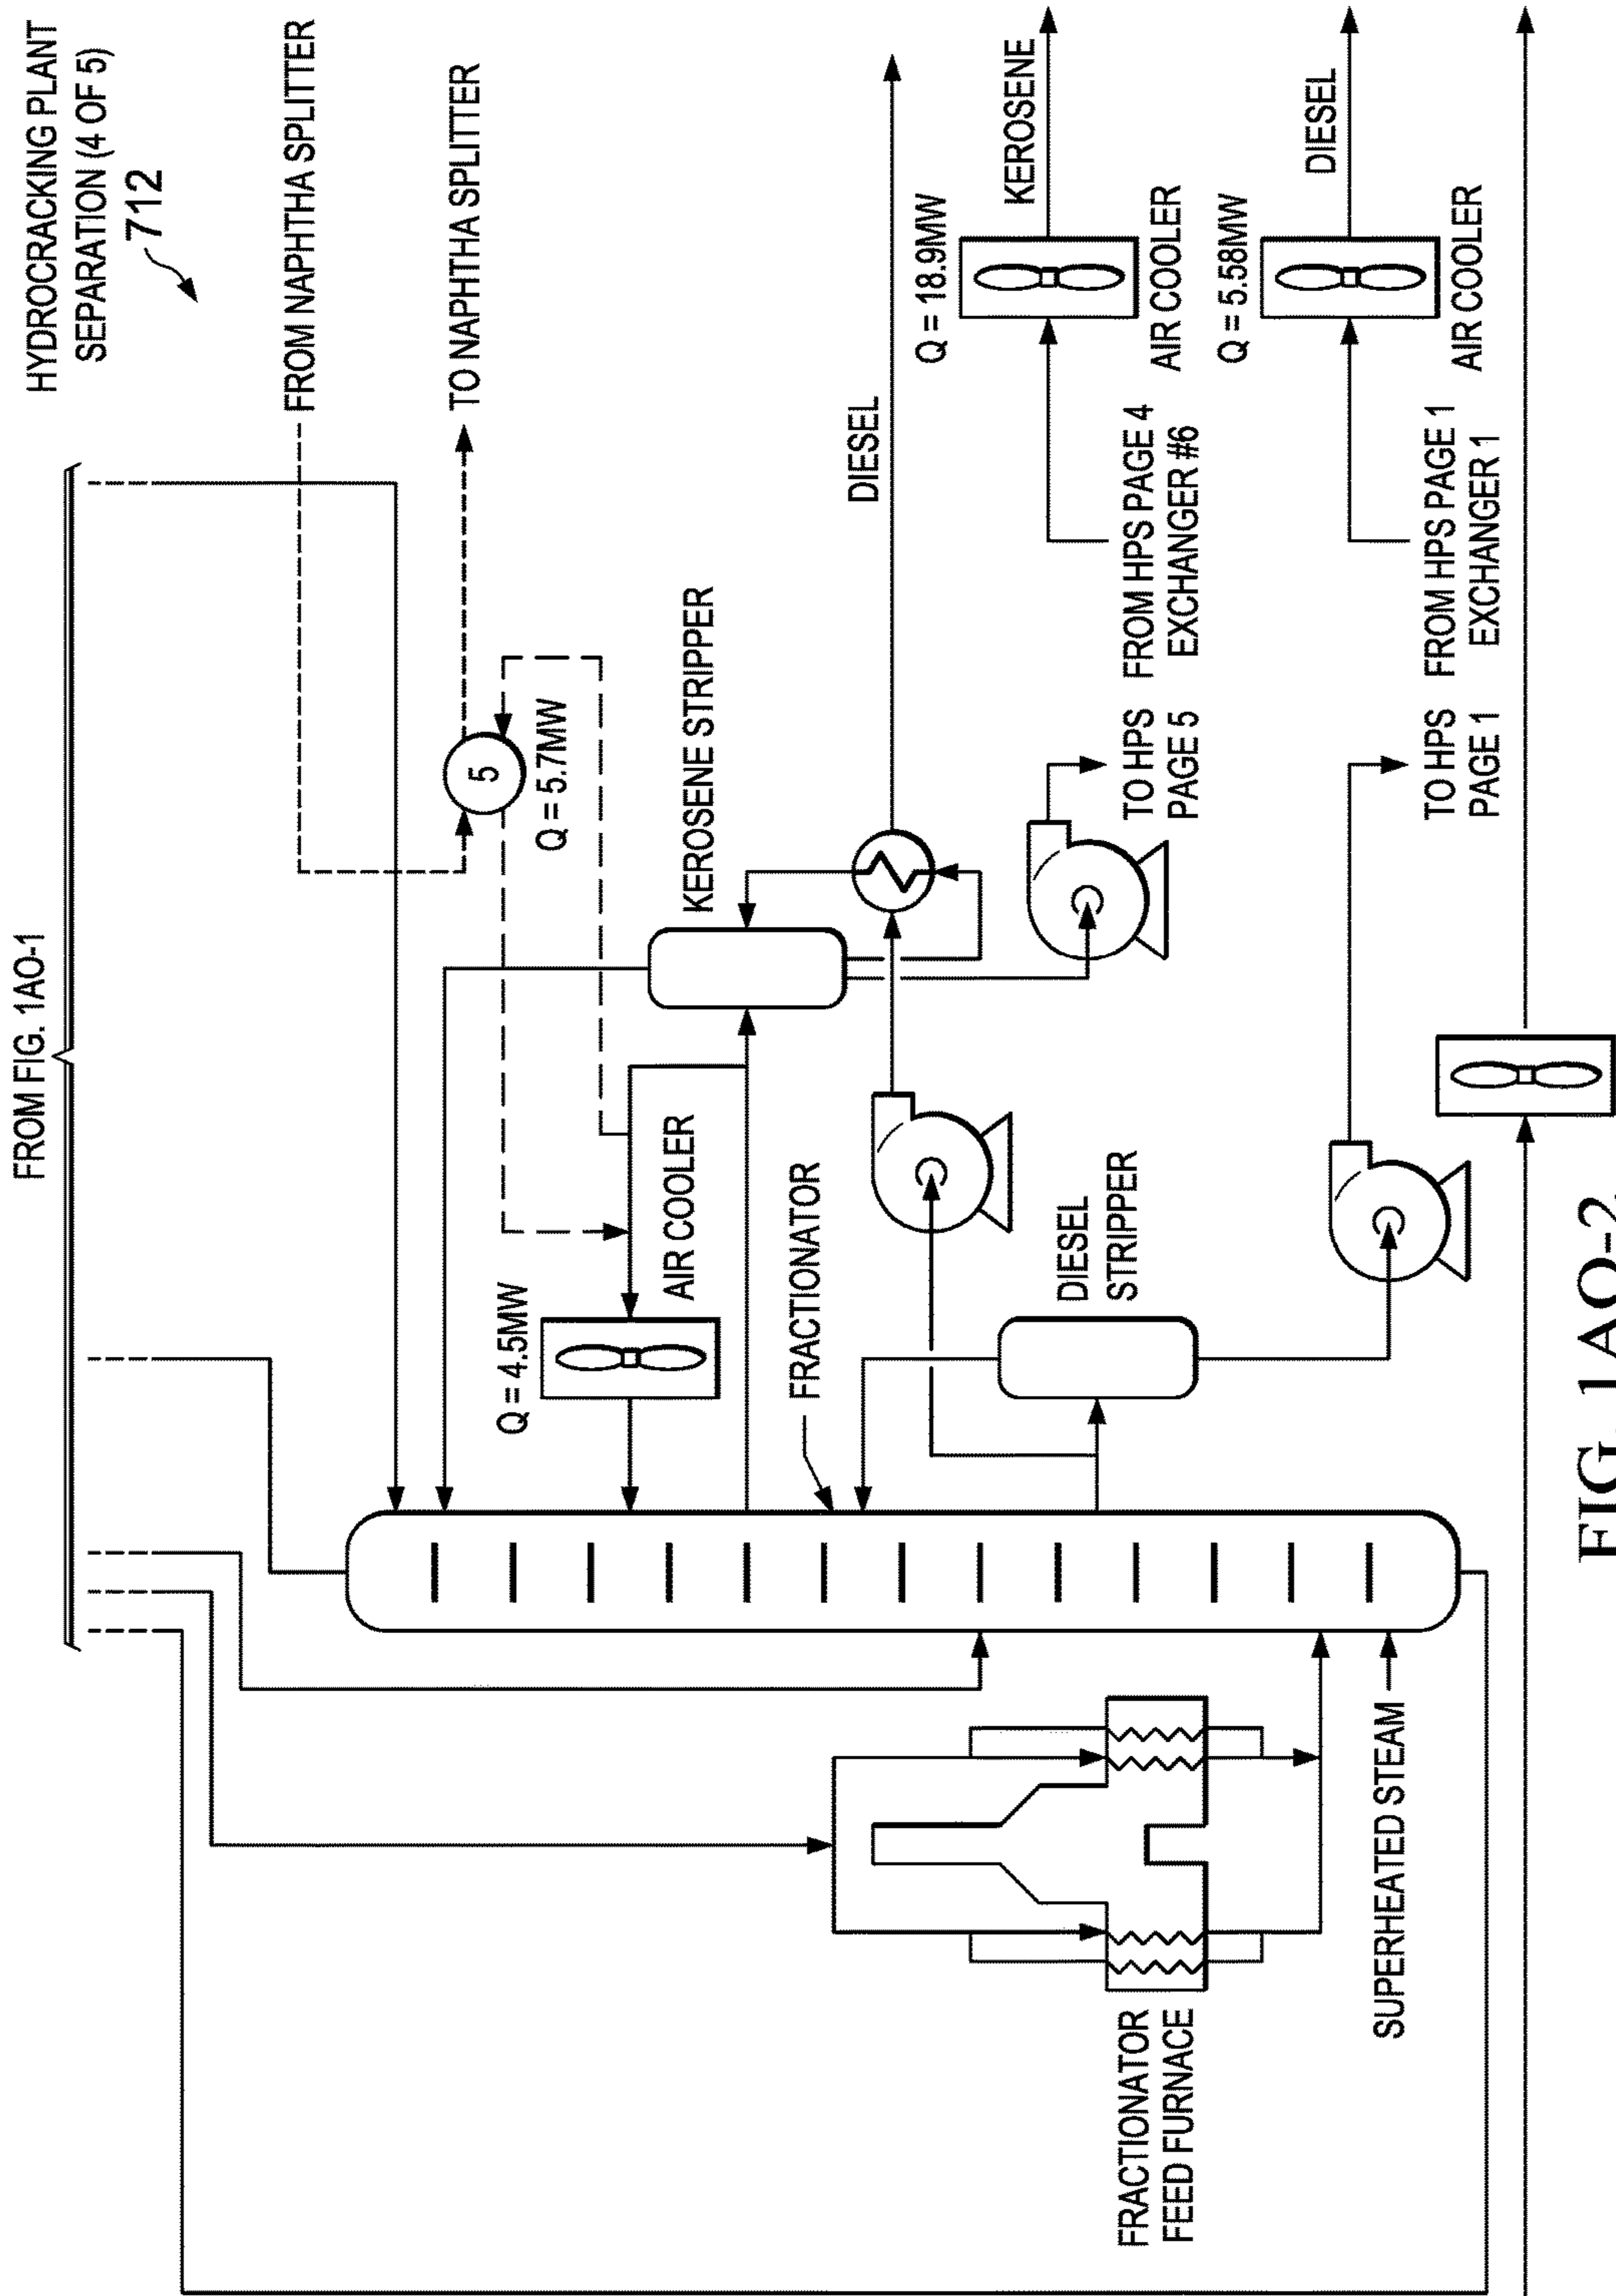 HYDROCRACKING PLANT
SEPARATION (4 OF 5)
712
FROM FIG. 1AO-1
FROM NAPHTHA SPLITTER
TO NAPHTHA SPLITTER
5
Q = 5.7MW
KEROSENE STRIPPER
Q = 4.5MW
AIR COOLER
FRACTIONATOR
DIESEL
Q = 18.9MW
KEROSENE
AIR COOLER
FROM HPS PAGE 4
EXCHANGER #6
TO HPS
PAGE 5
DIESEL
STRIPPER
Q = 5.58MW
DIESEL
AIR COOLER
FROM HPS PAGE 1
EXCHANGER 1
TO HPS
PAGE 1
FRACTIONATOR
FEED FURNACE
SUPERHEATED STEAM
FIG. 1AO-2